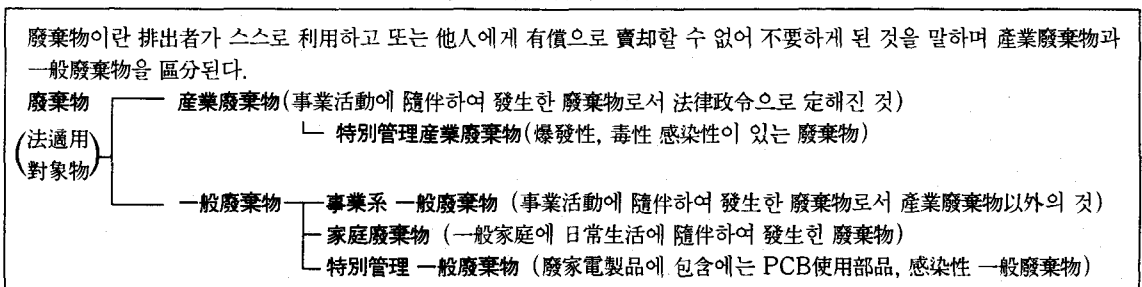 廢棄物이란 排出者가 스스로 利用하고 또는 他人에게 有償으로 賣却할 수 없어 不要하게 된 것을 말하며 産業廢棄物과
一般廢棄物을 區分된다.
廢棄物 産業廢棄物(事業活動에 隨伴하여 發生한 廢棄物로서 法律政令으로 定해진 것)
(法適用 對象物)
特別管理産業廢棄物(爆發性, 毒性 感染性이 있는 廢棄物)
一般廢棄物 事業系 一般廢棄物 (事業活動에 隨伴하여 發生한 廢棄物로서 産業廢棄物以外의 것)
家庭廢棄物 (一般家庭에 日常生活에 隨伴하여 發生한 廢棄物)
特別管理 一般廢棄物 (廢家電製品에 包含에는 PCB使用部品, 感染性 一般廢棄物)